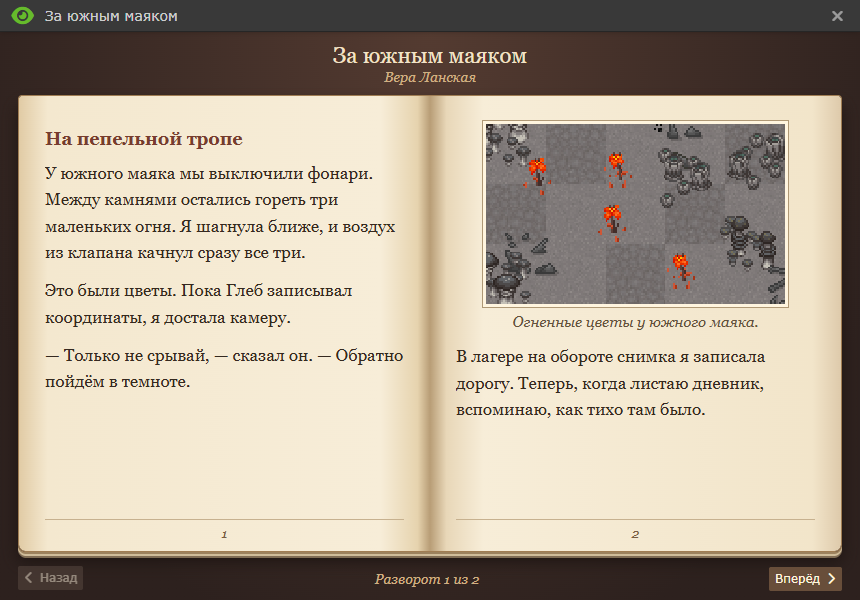 За южным маяком
За южным маяком
Вера Ланская
На пепельной тропе
У южного маяка мы выключили фонари.
Между камнями остались гореть три
маленьких огня. Я шагнула ближе, и воздух
из клапана качнул сразу все три.
Это были цветы. Пока Глеб записывал
координаты, я достала камеру.
— Только не срывай, — сказал он. — Обратно
пойдём в темноте.
1
Огненные цветы у южного маяка.
В лагере на обороте снимка я записала
дорогу. Теперь, когда листаю дневник,
вспоминаю, как тихо там было.
2
Назад
Разворот 1 из 2
Вперёд